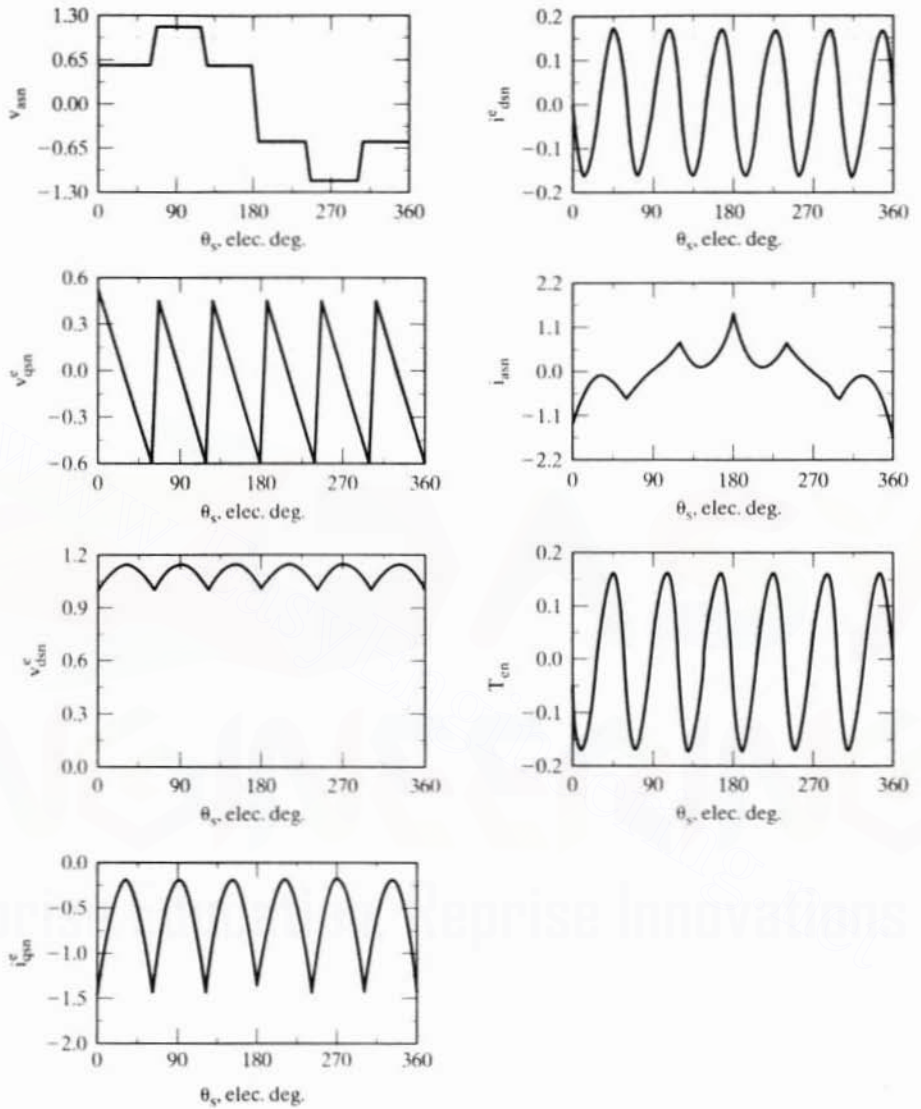 1.30
0.65
0.00
−0.65
−1.30
v_asn
0 90 180 270 360
θ_s, elec. deg.
0.2
0.1
0.0
−0.1
−0.2
i^e_dsn
0 90 180 270 360
θ_s, elec. deg.
0.6
0.3
0.0
−0.3
−0.6
v^e_qsn
0 90 180 270 360
θ_s, elec. deg.
2.2
1.1
0.0
−1.1
−2.2
i_asn
0 90 180 270 360
θ_s, elec. deg.
1.2
0.9
0.6
0.3
0.0
v^e_dsn
0 90 180 270 360
θ_s, elec. deg.
0.2
0.1
0.0
−0.1
−0.2
T_en
0 90 180 270 360
θ_s, elec. deg.
0.0
−0.5
−1.0
−1.5
−2.0
i^e_qsn
0 90 180 270 360
θ_s, elec. deg.
Reprise Innovations